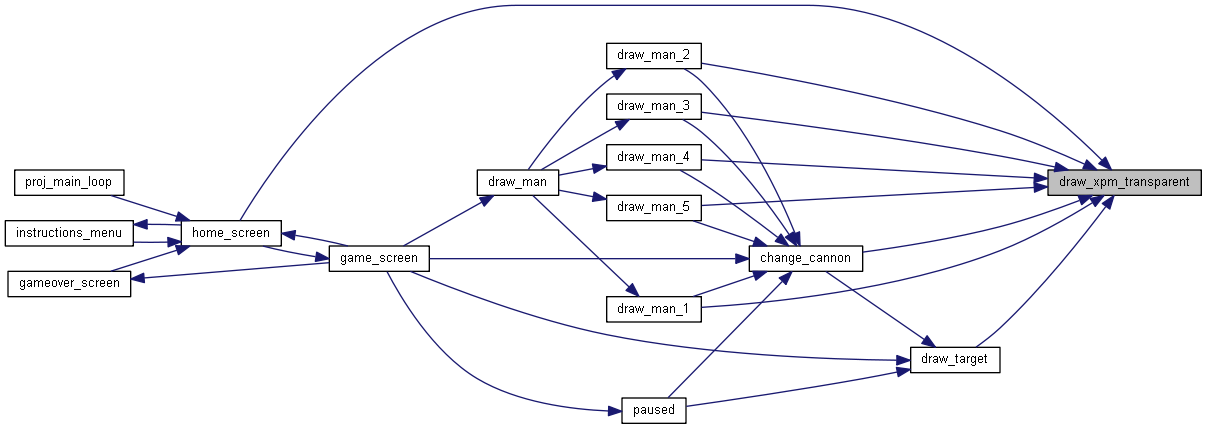 draw_man_2
draw_man_3
draw_man_4
draw_man_5
draw_man_1
draw_man
draw_xpm_transparent
proj_main_loop
instructions_menu
gameover_screen
home_screen
game_screen
change_cannon
draw_target
paused